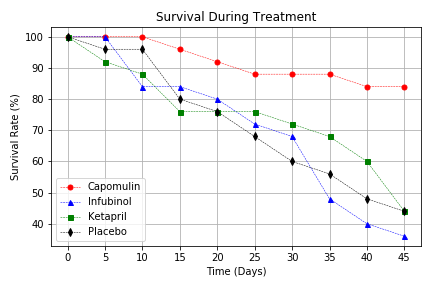 Survival During Treatment
Survival Rate (%)
100
90
80
70
60
50
40
Capomulin
Infubinol
Ketapril
Placebo
0 5 10 15 20 25 30 35 40 45
Time (Days)